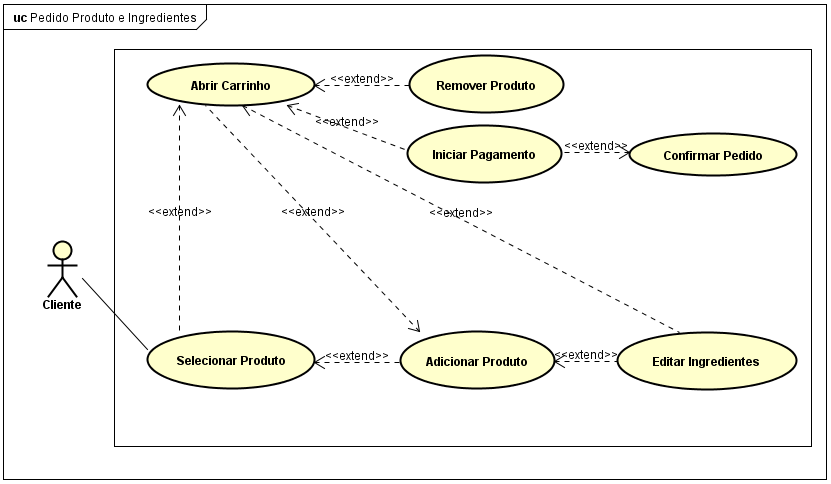 uc Pedido Produto e Ingredientes
Abrir Carrinho
<<extend>>
Remover Produto
<<extend>>
Iniciar Pagamento
<<extend>>
Confirmar Pedido
<<extend>>
<<extend>>
<<extend>>
Cliente
Selecionar Produto
<<extend>>
Adicionar Produto
<<extend>>
Editar Ingredientes